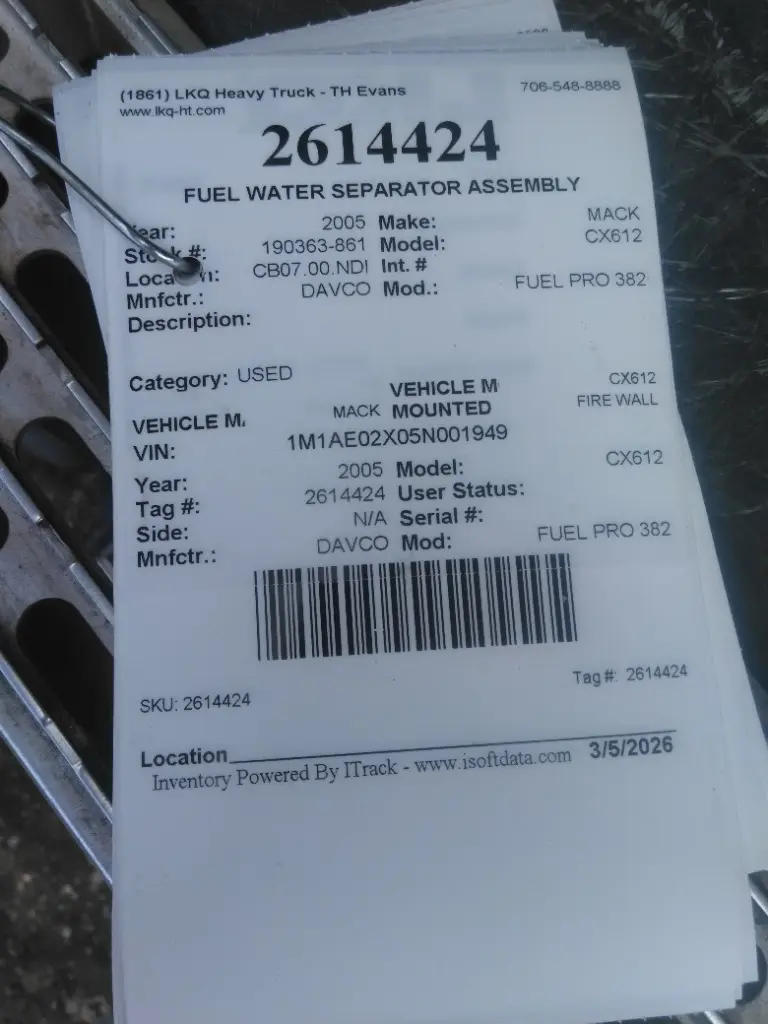 (1861) LKQ Heavy Truck - TH Evans 706-548-8888
www.lkq-ht.com
2614424
FUEL WATER SEPARATOR ASSEMBLY
ear: 2005 Make: MACK
Sto #: 190363-861 Model: CX612
Loca n: CB07.00.NDI Int. #
Mnfctr.: DAVCO Mod.: FUEL PRO 382
Description:
Category: USED VEHICLE M CX612
VEHICLE M MACK MOUNTED FIRE WALL
VIN: 1M1AE02X05N001949
Year: 2005 Model: CX612
Tag #: 2614424 User Status:
Side: N/A Serial #:
Mnfctr.: DAVCO Mod: FUEL PRO 382
SKU: 2614424 Tag #: 2614424
Location 3/5/2026
Inventory Powered By ITrack - www.isoftdata.com